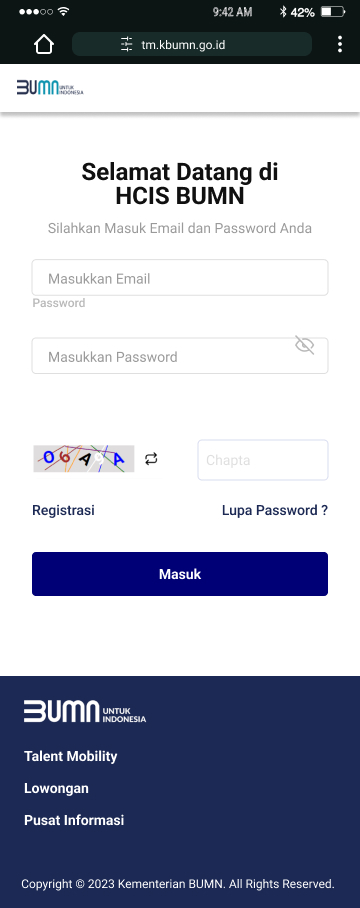 9:42 AM
42%
tm.kbumn.go.id
BUMN UNTUK INDONESIA
Selamat Datang di
HCIS BUMN
Silahkan Masuk Email dan Password Anda
Masukkan Email
Password
Masukkan Password
Chapta
Registrasi
Lupa Password ?
Masuk
BUMN UNTUK INDONESIA
Talent Mobility
Lowongan
Pusat Informasi
Copyright © 2023 Kementerian BUMN. All Rights Reserved.